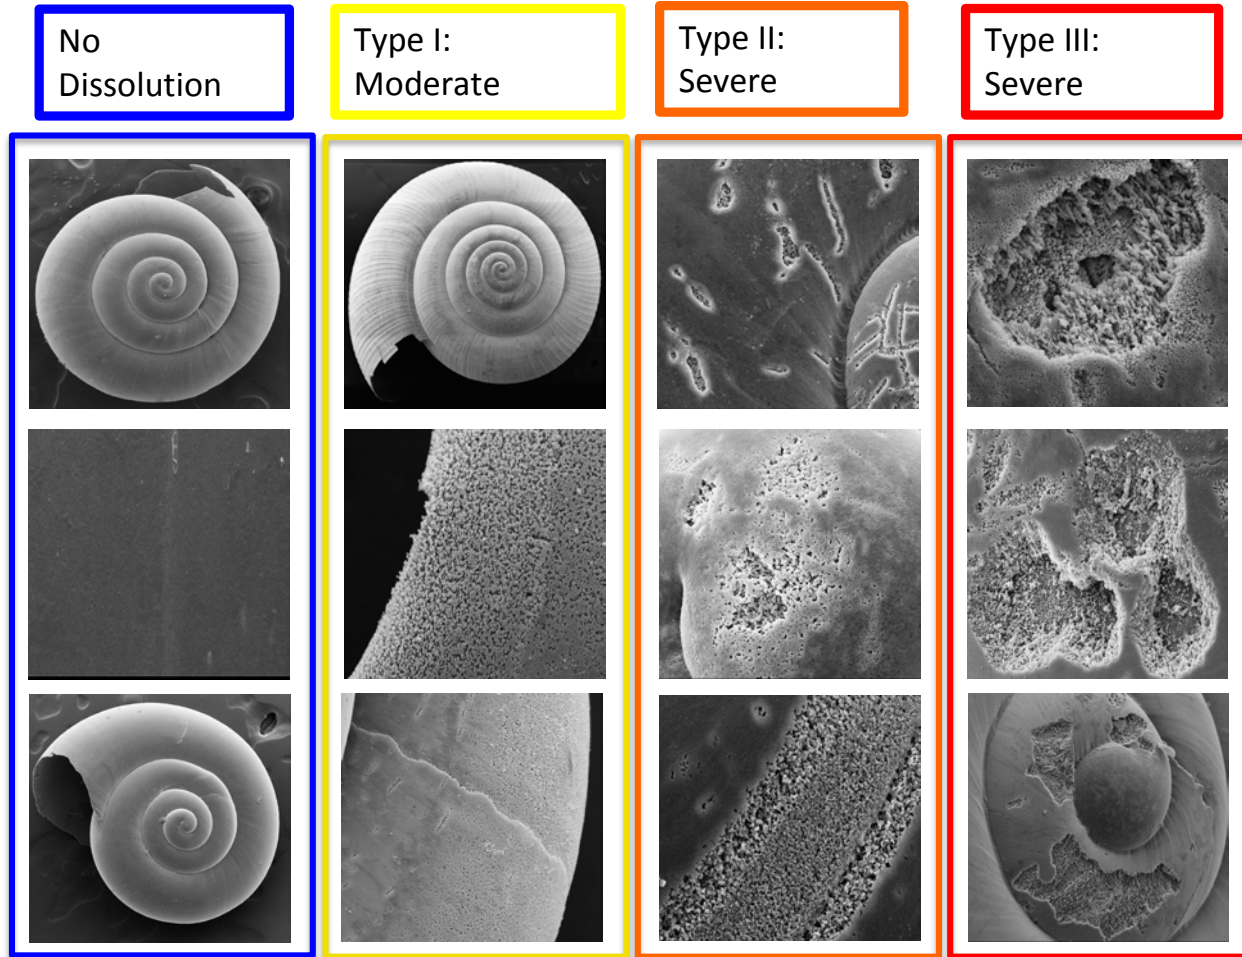 No
Dissolution
Type I:
Moderate
Type II:
Severe
Type III:
Severe